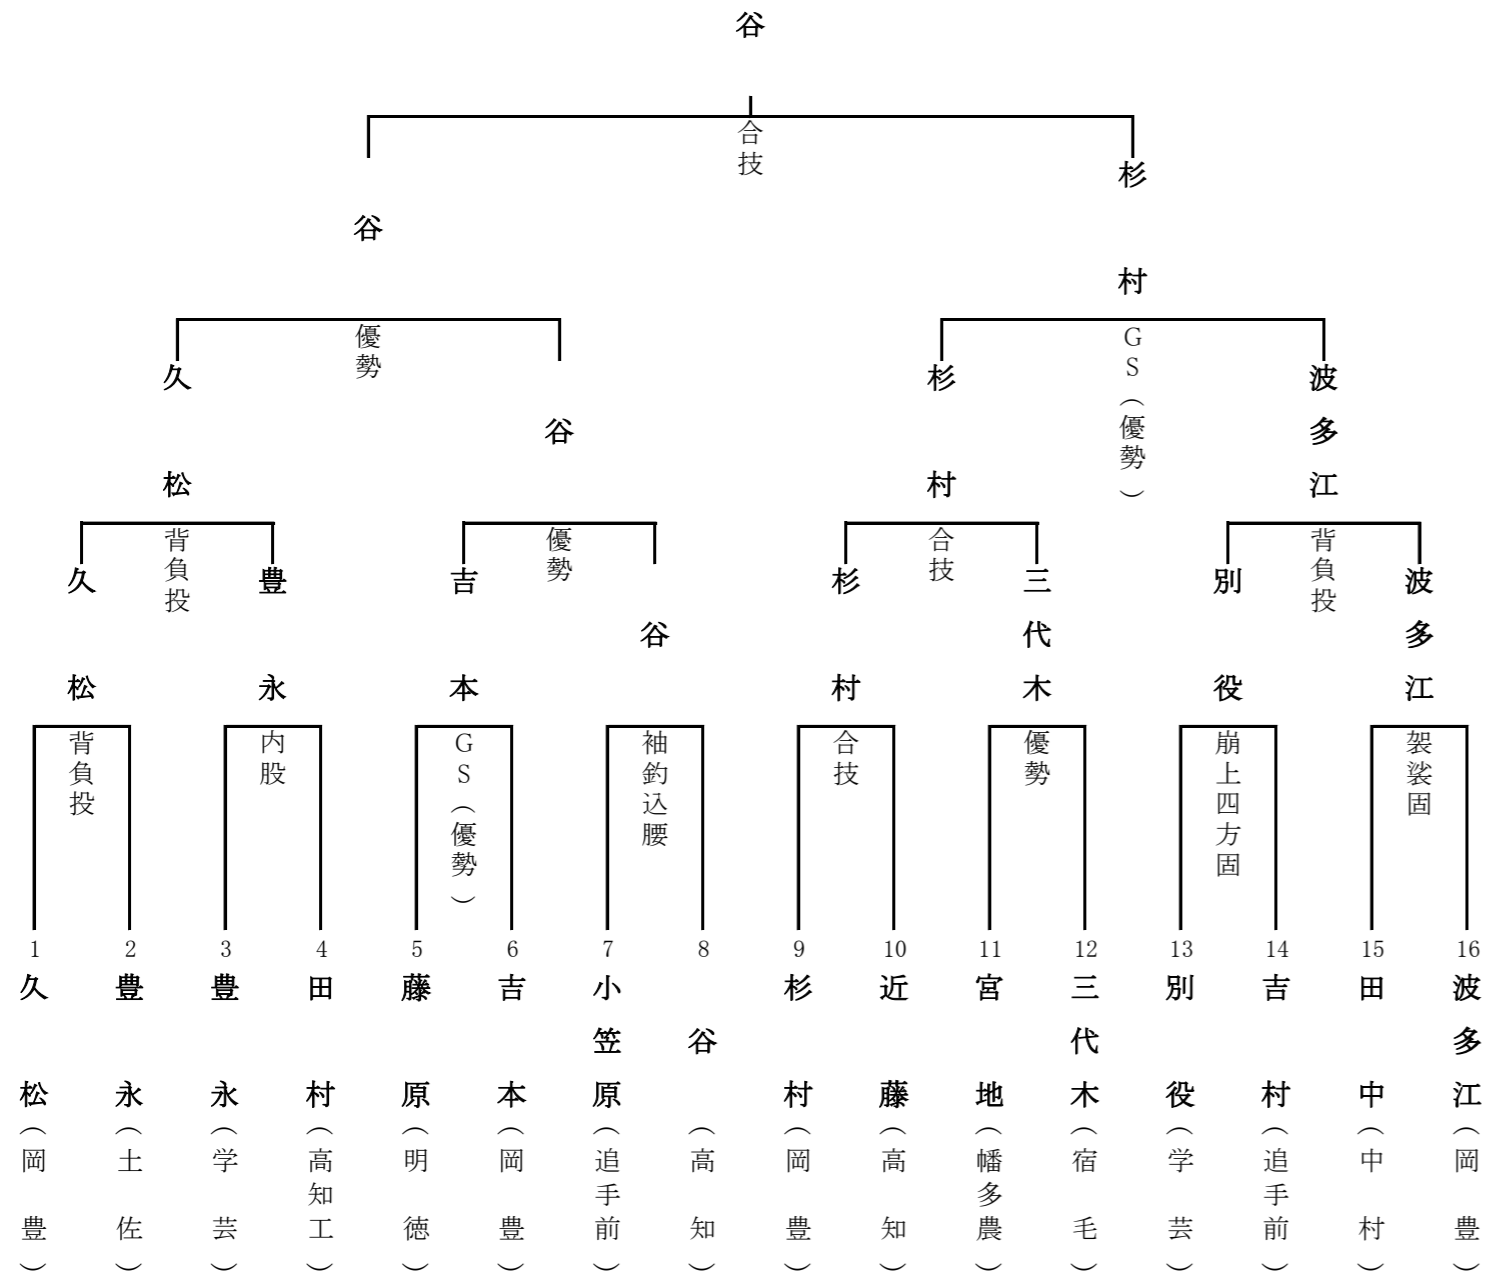 谷
合技
谷
杉村
優勢
GS（優勢）
久松
谷
杉村
波多江
背負投
優勢
合技
背負投
久松
豊永
吉本
谷
杉村
三代木
別役
波多江
背負投
内股
GS（優勢）
袖釣込腰
合技
優勢
崩上四方固
袈裟固
1 久松（岡豊）
2 豊永（土佐）
3 豊永（学芸）
4 田村（高知工）
5 藤原（明徳）
6 吉本（岡豊）
7 小笠原（追手前）
8 谷（高知）
9 杉村（岡豊）
10 近藤（高知）
11 宮地（幡多農）
12 三代木（宿毛）
13 別役（学芸）
14 吉村（追手前）
15 田中（中村）
16 波多江（岡豊）